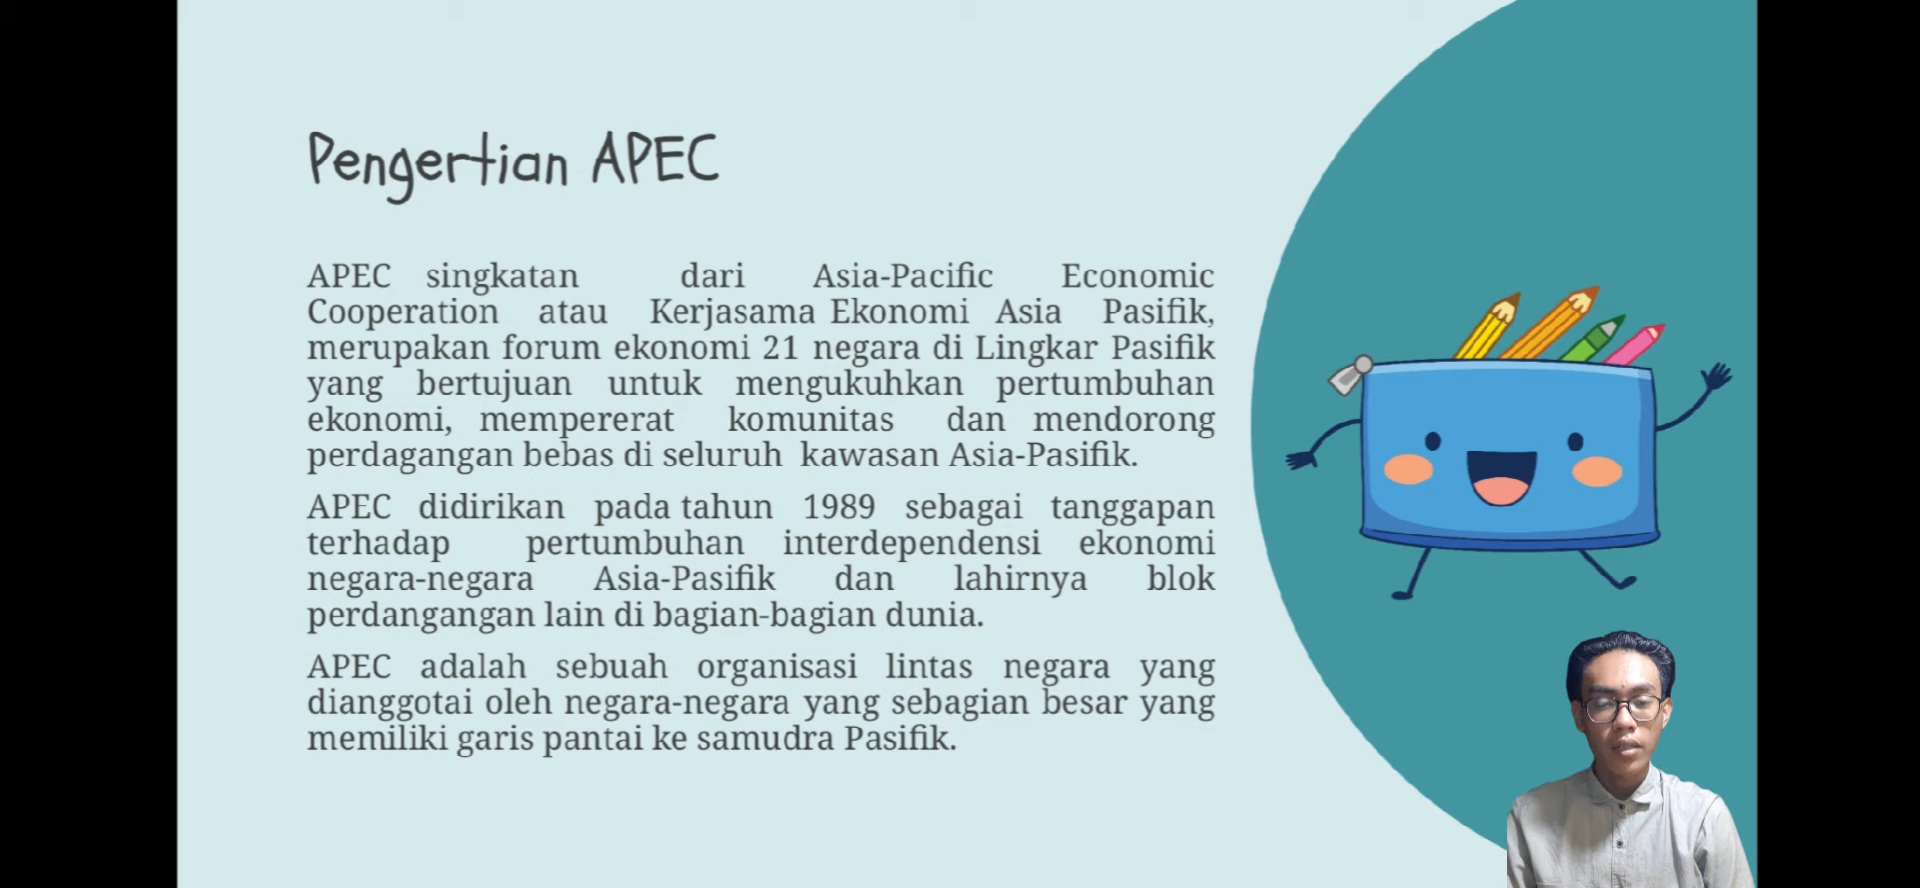 Pengertian APEC
APEC singkatan dari Asia-Pacific Economic
Cooperation atau Kerjasama Ekonomi Asia Pasifik,
merupakan forum ekonomi 21 negara di Lingkar Pasifik
yang bertujuan untuk mengukuhkan pertumbuhan
ekonomi, mempererat komunitas dan mendorong
perdagangan bebas di seluruh kawasan Asia-Pasifik.
APEC didirikan pada tahun 1989 sebagai tanggapan
terhadap pertumbuhan interdependensi ekonomi
negara-negara Asia-Pasifik dan lahirnya blok
perdangangan lain di bagian-bagian dunia.
APEC adalah sebuah organisasi lintas negara yang
dianggotai oleh negara-negara yang sebagian besar yang
memiliki garis pantai ke samudra Pasifik.